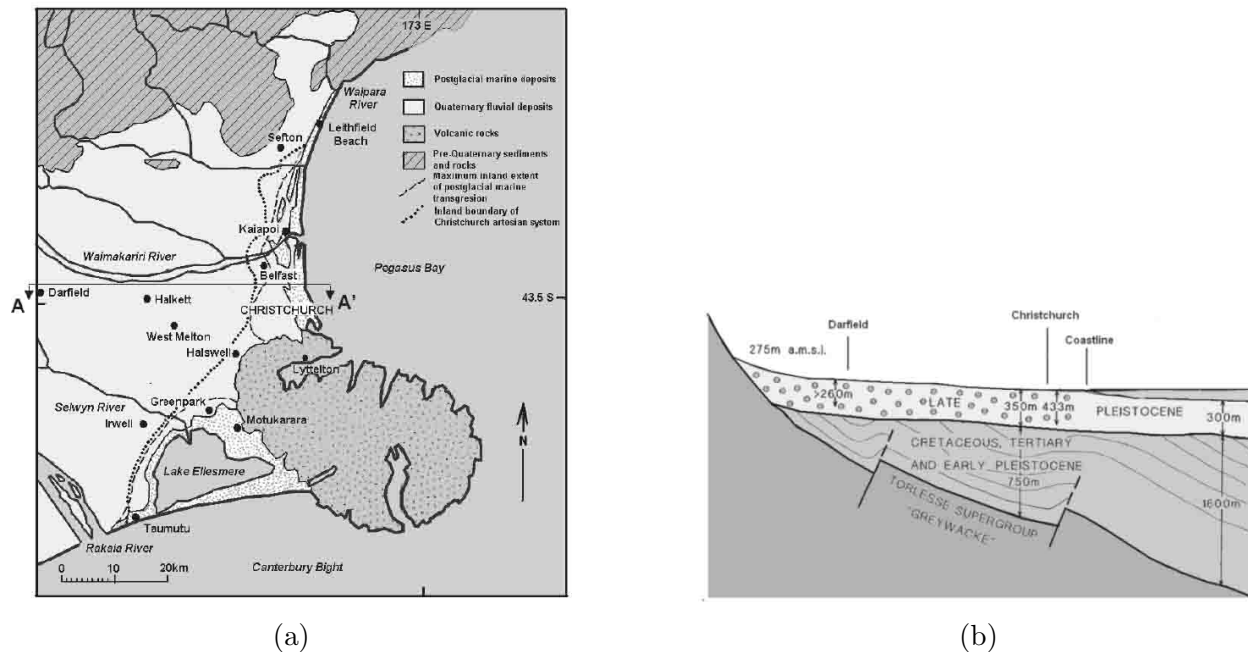 173 E
Postglacial marine deposits
Quaternary fluvial deposits
Volcanic rocks
Pre-Quaternary sediments
and rocks
Maximum inland extent
of postglacial marine
transgresion
Inland boundary of
Christchurch artesian system
Waipara
River
Leithfield
Beach
Sefton
Kaiapoi
Waimakariri River
Belfast
Pegasus Bay
A
Darfield
Halkett
A'
43.5 S
CHRISTCHURCH
West Melton
Halswell
Lyttelton
Selwyn River
Greenpark
Irwell
Motukarara
N
Lake Ellesmere
Taumutu
Rakaia River
0 10 20km
Canterbury Bight
(a)
Christchurch
Darfield
Coastline
275m a.m.s.l.
>260m
LATE
350m
433m
PLEISTOCENE
300m
CRETACEOUS, TERTIARY
AND EARLY PLEISTOCENE
750m
TORLESSE SUPERGROUP
"GREYWACKE"
1600m
(b)